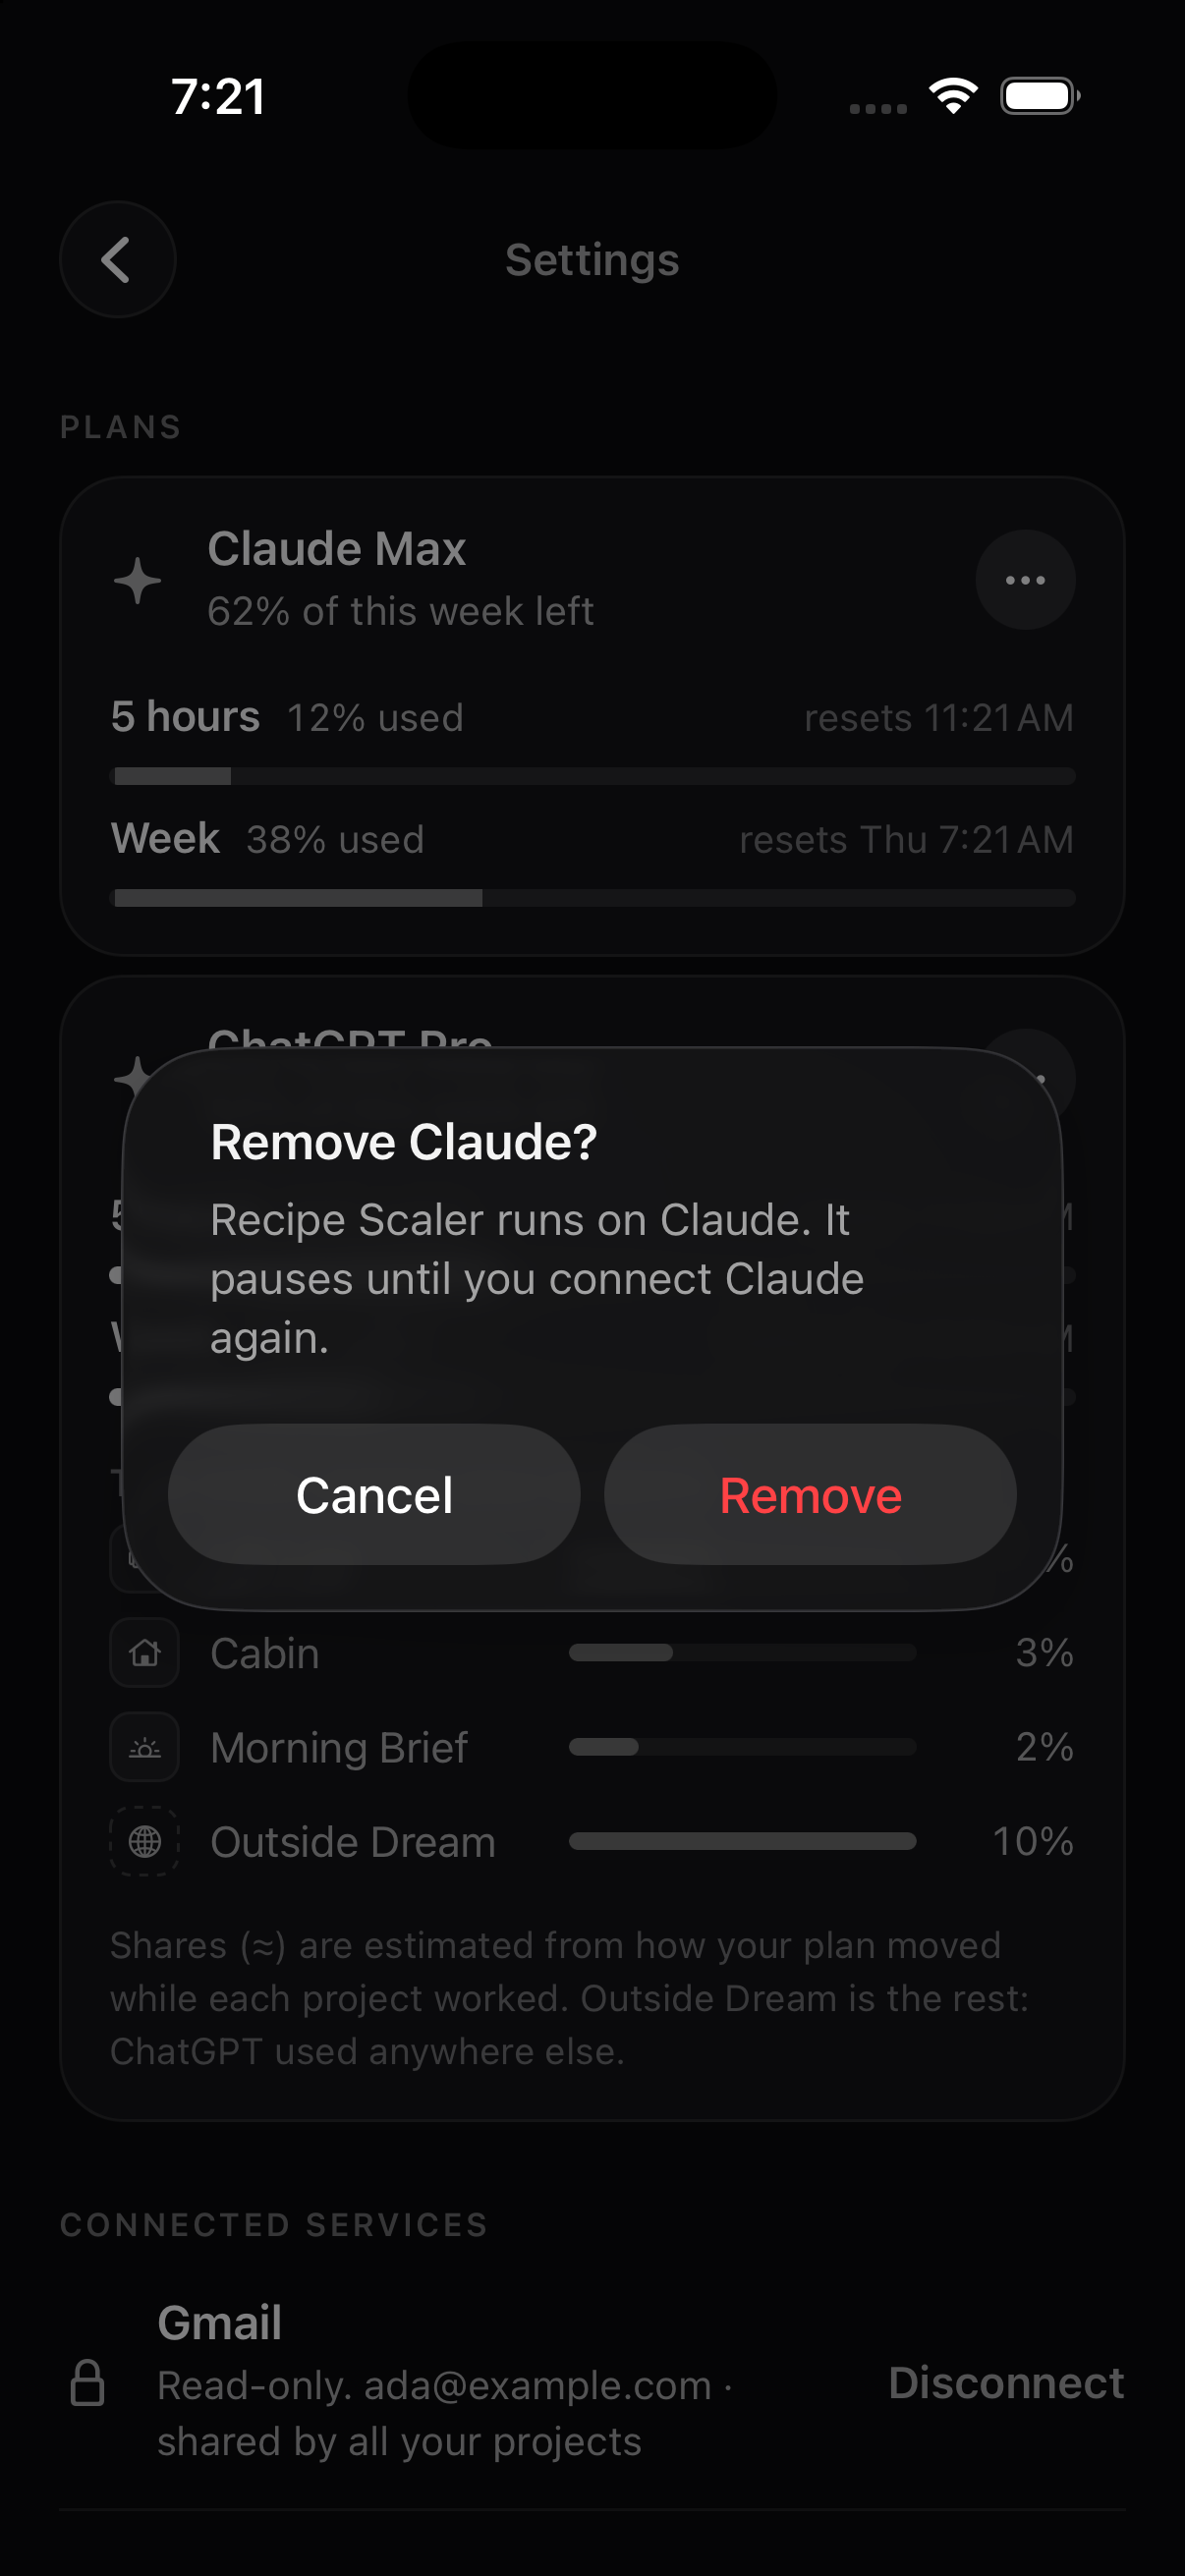 7:21
Settings
PLANS
Claude Max
62% of this week left
5 hours 12% used resets 11:21 AM
Week 38% used resets Thu 7:21 AM
ChatGPT Pro
Remove Claude?
Recipe Scaler runs on Claude. It
pauses until you connect Claude
again.
Cancel Remove
Cabin 3%
Morning Brief 2%
Outside Dream 10%
Shares (≈) are estimated from how your plan moved
while each project worked. Outside Dream is the rest:
ChatGPT used anywhere else.
CONNECTED SERVICES
Gmail
Read-only. ada@example.com ·
shared by all your projects
Disconnect